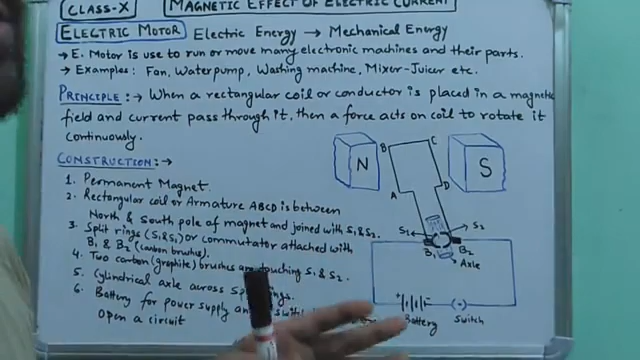 CLASS-X
MAGNETIC EFFECT OF ELECTRIC CURRENT
ELECTRIC MOTOR Electric Energy → Mechanical Energy
→ E. Motor is use to run or move many electronic machines and their parts.
→ Examples: Fan, Water pump, Washing machine, Mixer-Juicer etc.
PRINCIPLE :→ When a rectangular coil or conductor is placed in a magnetic
field and current pass through it, then a force acts on coil to rotate it
continuously.
CONSTRUCTION:→
1. Permanent Magnet.
2. Rectangular coil or Armature ABCD is between
North & South pole of magnet and joined with S1 & S2.
3. Split rings (S1 & S2) or commutator attached with
B1 & B2 (carbon brushes).
4. Two carbon (graphite) brushes are touching S1 & S2.
5. Cylindrical axle across Split rings.
6. Battery for power supply and
Open a circuit
N
S
B
C
A
D
S1
S2
B1
B2
Axle
+
-
Battery
Switch